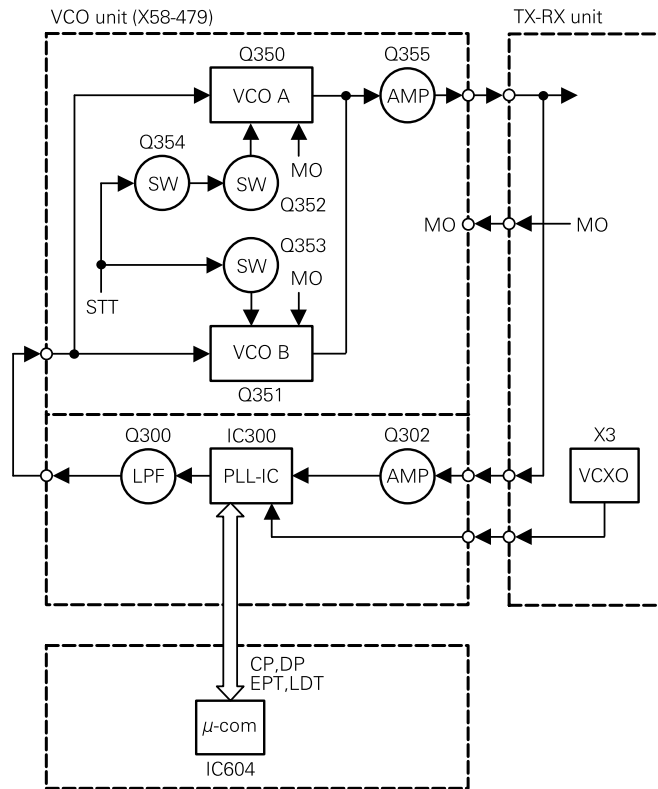 VCO unit (X58-479)
TX-RX unit
Q350
Q355
VCO A
AMP
Q354
MO
SW
SW
Q352
Q353
MO
MO
SW
MO
STT
VCO B
Q351
Q300
IC300
Q302
X3
LPF
PLL-IC
AMP
VCXO
CP,DP
EPT,LDT
μ-com
IC604